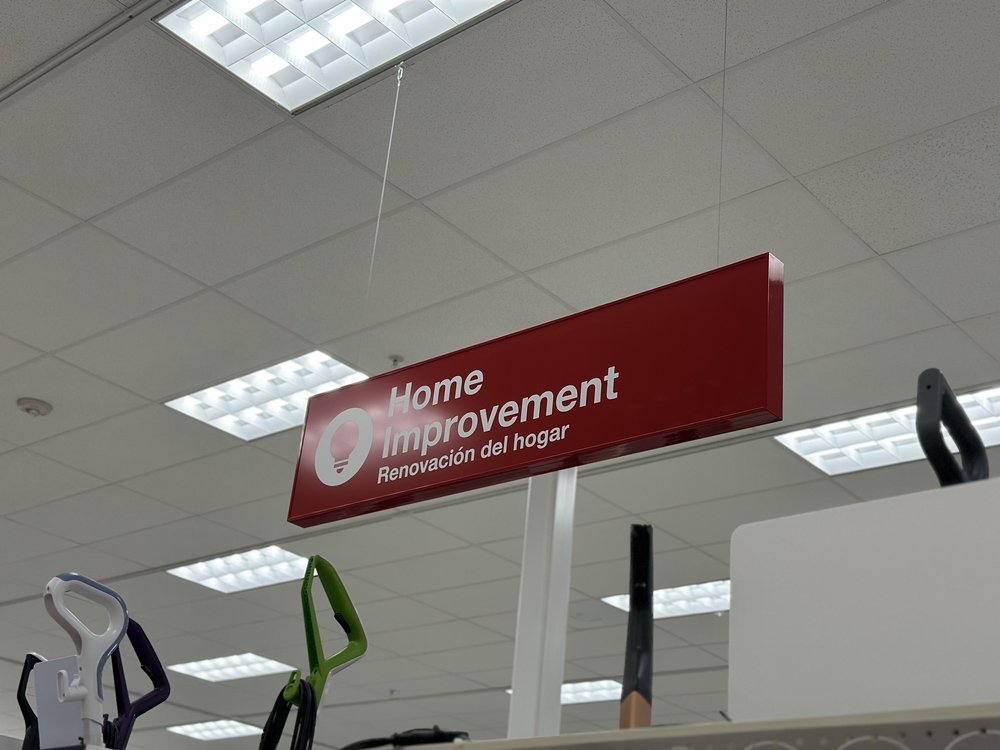 Home
Improvement
Renovación del hogar